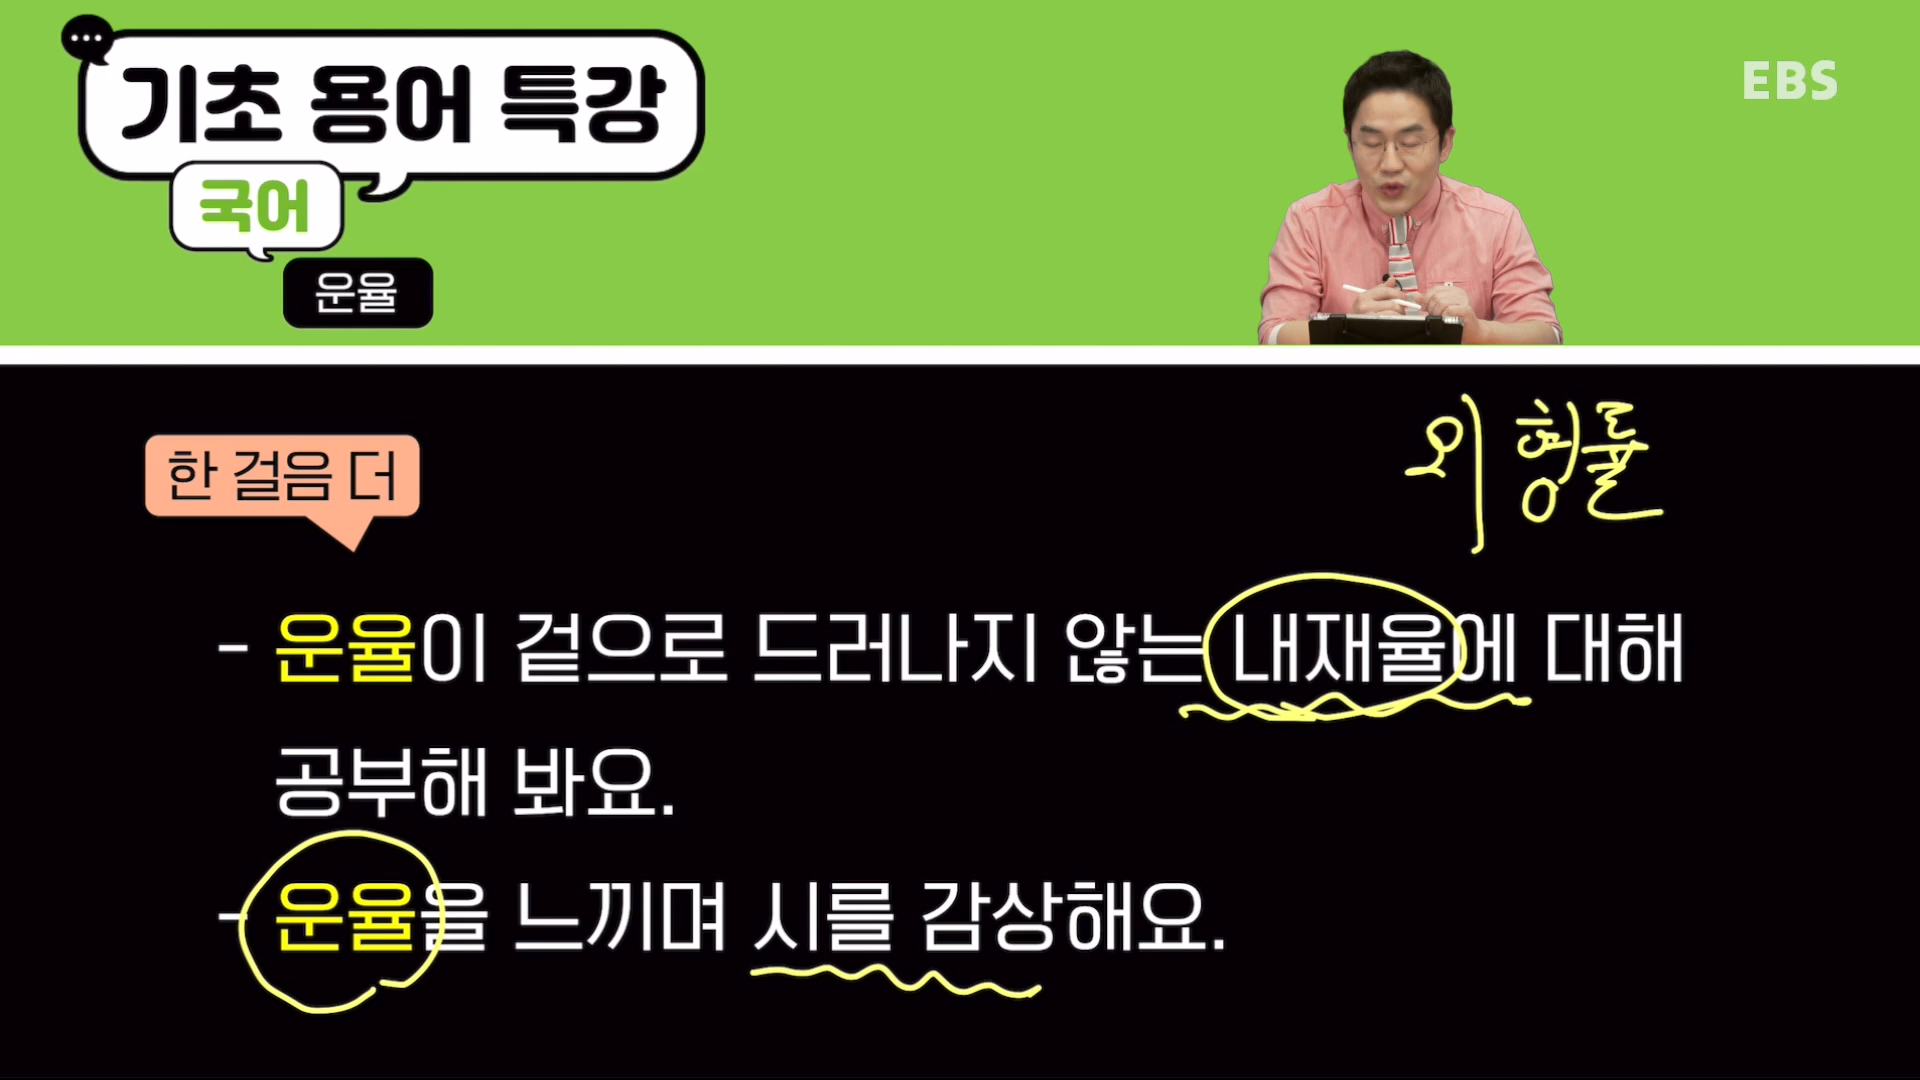 기초 용어 특강
EBS
국어
운율
외형률
한 걸음 더
- 운율이 겉으로 드러나지 않는 내재율에 대해
공부해 봐요.
- 운율을 느끼며 시를 감상해요.